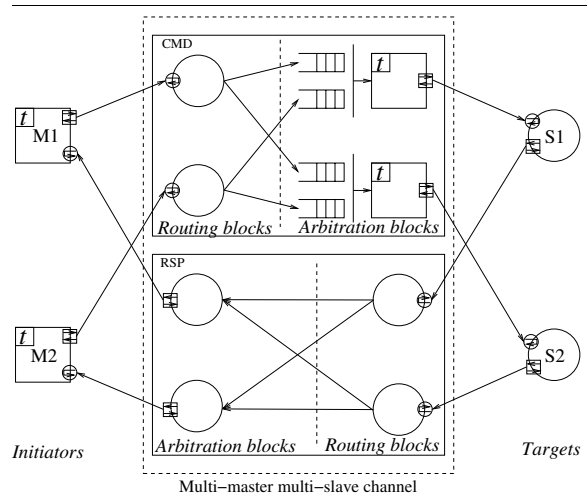 CMD
t
t
M1
S1
t
Routing blocks
Arbitration blocks
RSP
t
M2
S2
Arbitration blocks
Routing blocks
Initiators
Targets
Multi−master multi−slave channel